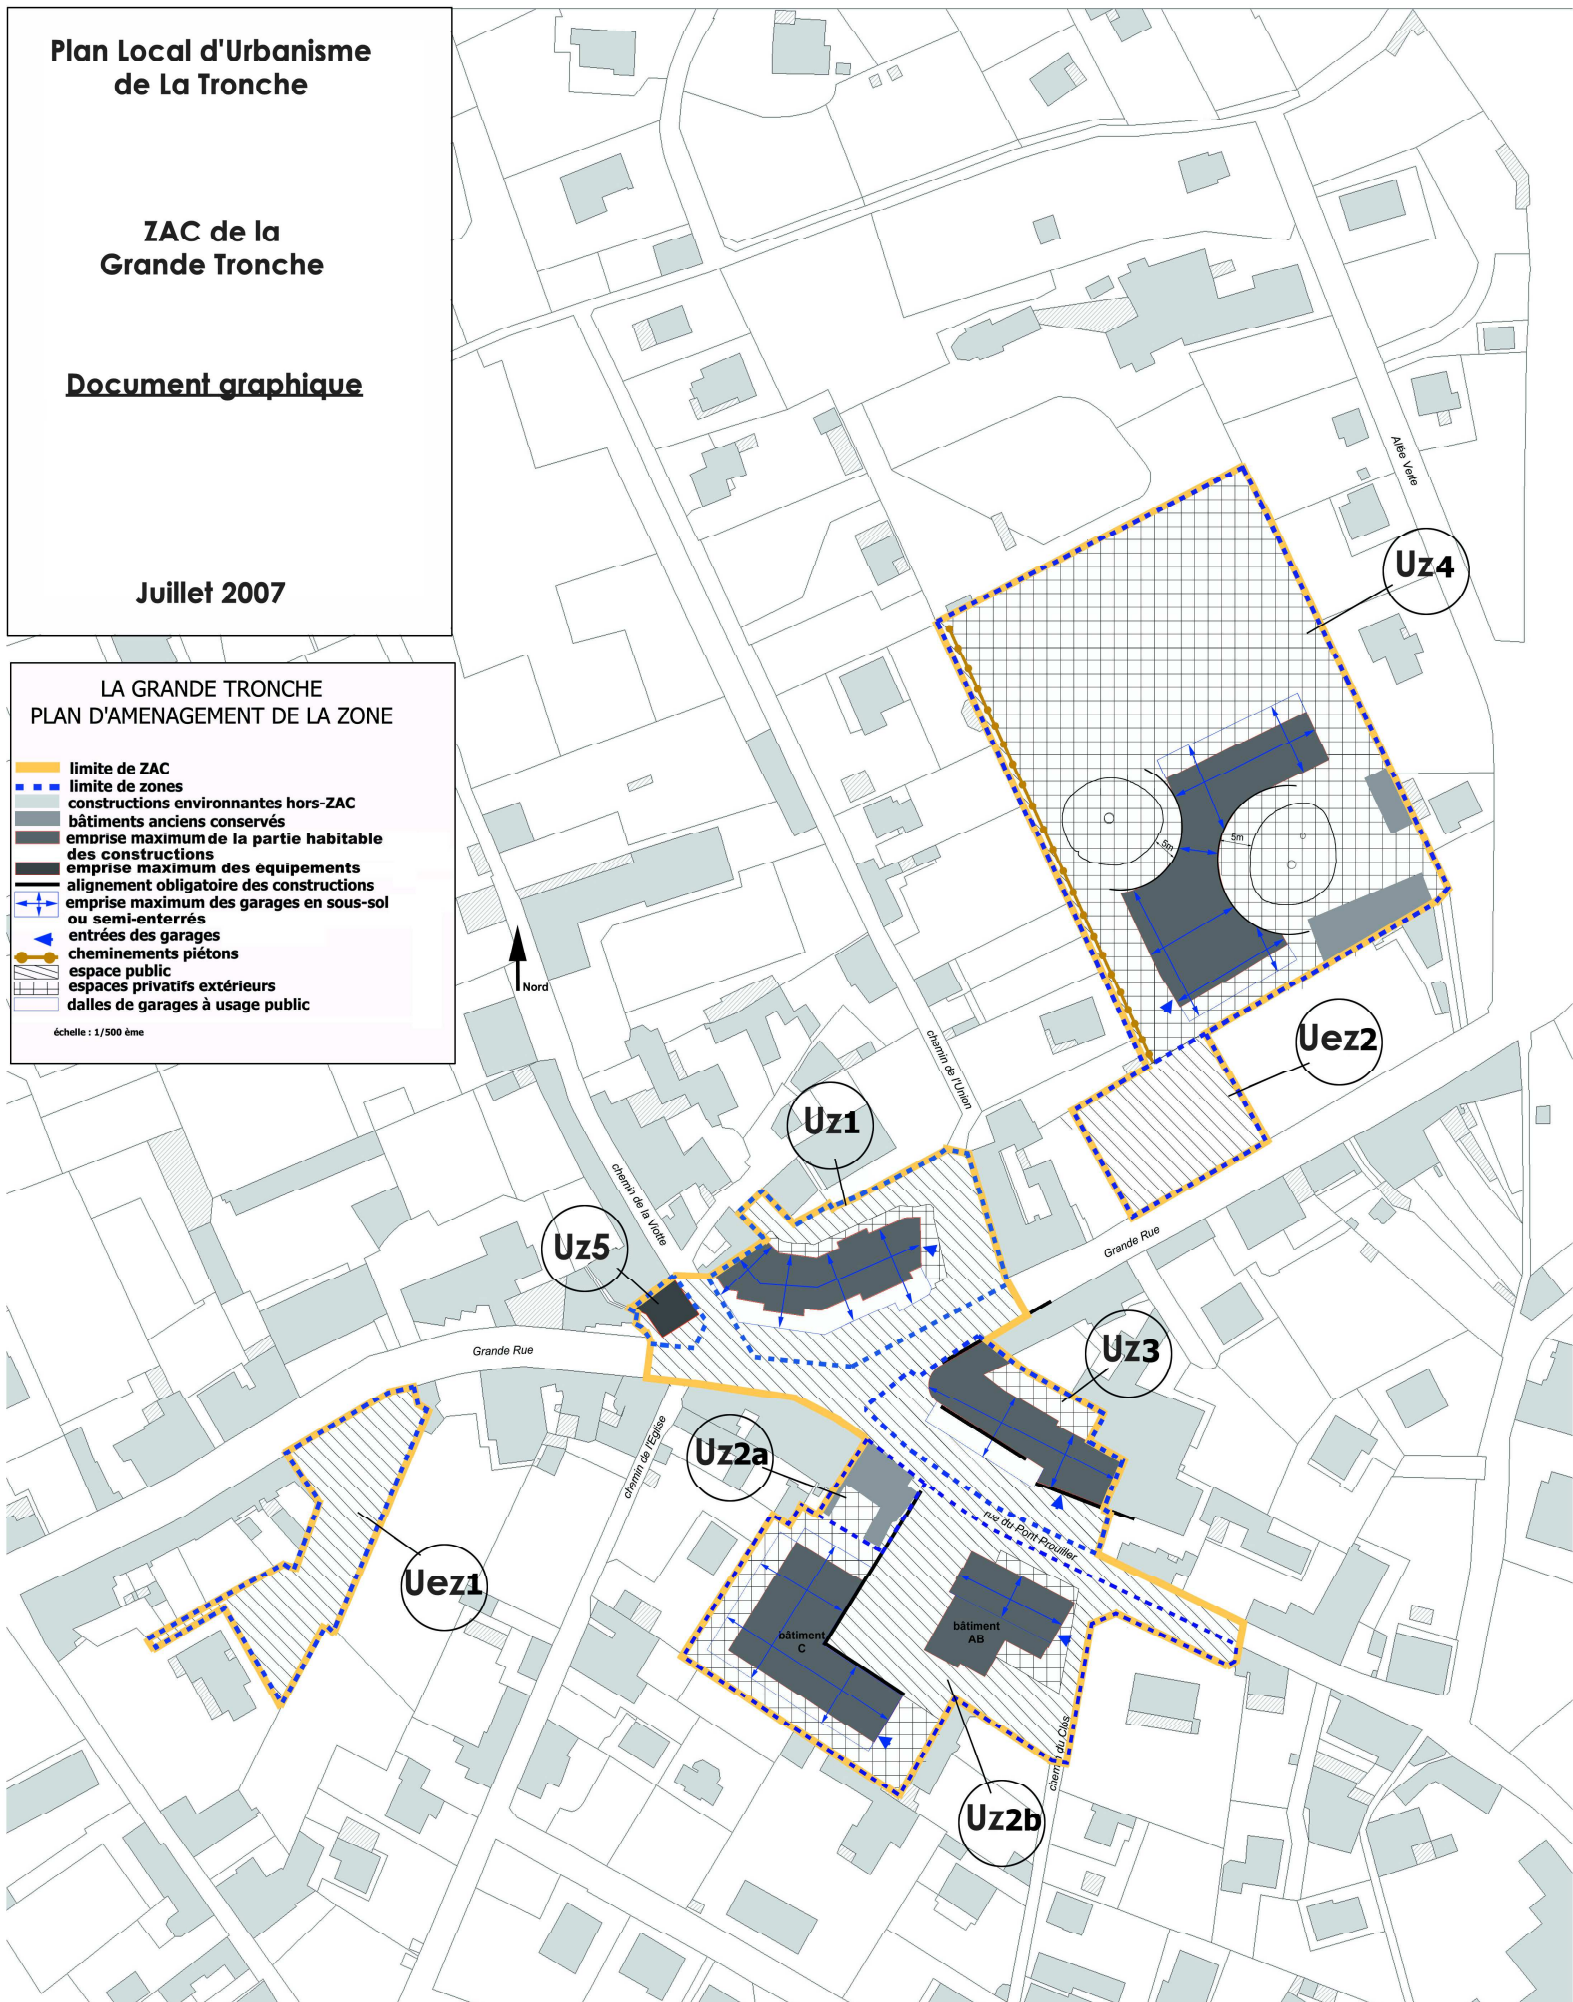 Plan Local d'Urbanisme
de La Tronche
ZAC de la
Grande Tronche
Document graphique
Juillet 2007
LA GRANDE TRONCHE
PLAN D'AMENAGEMENT DE LA ZONE
limite de ZAC
limite de zones
constructions environnantes hors-ZAC
bâtiments anciens conservés
emprise maximum de la partie habitable
des constructions
emprise maximum des équipements
alignement obligatoire des constructions
emprise maximum des garages en sous-sol
ou semi-enterrés
entrées des garages
cheminements piétons
espace public
espaces privatifs extérieurs
dalles de garages à usage public
échelle : 1/500 ème
Nord
Allée Verte
Uz4
5m
5m
Uez2
chamin de l'Union
Uz1
chemin de la Viotte
Uz5
Grande Rue
Grande Rue
Uz3
Uz2a
chemin de l'Eglise
rue du Pont Prouiller
Uez1
bâtiment
C
bâtiment
AB
chemin du Clos
Uz2b